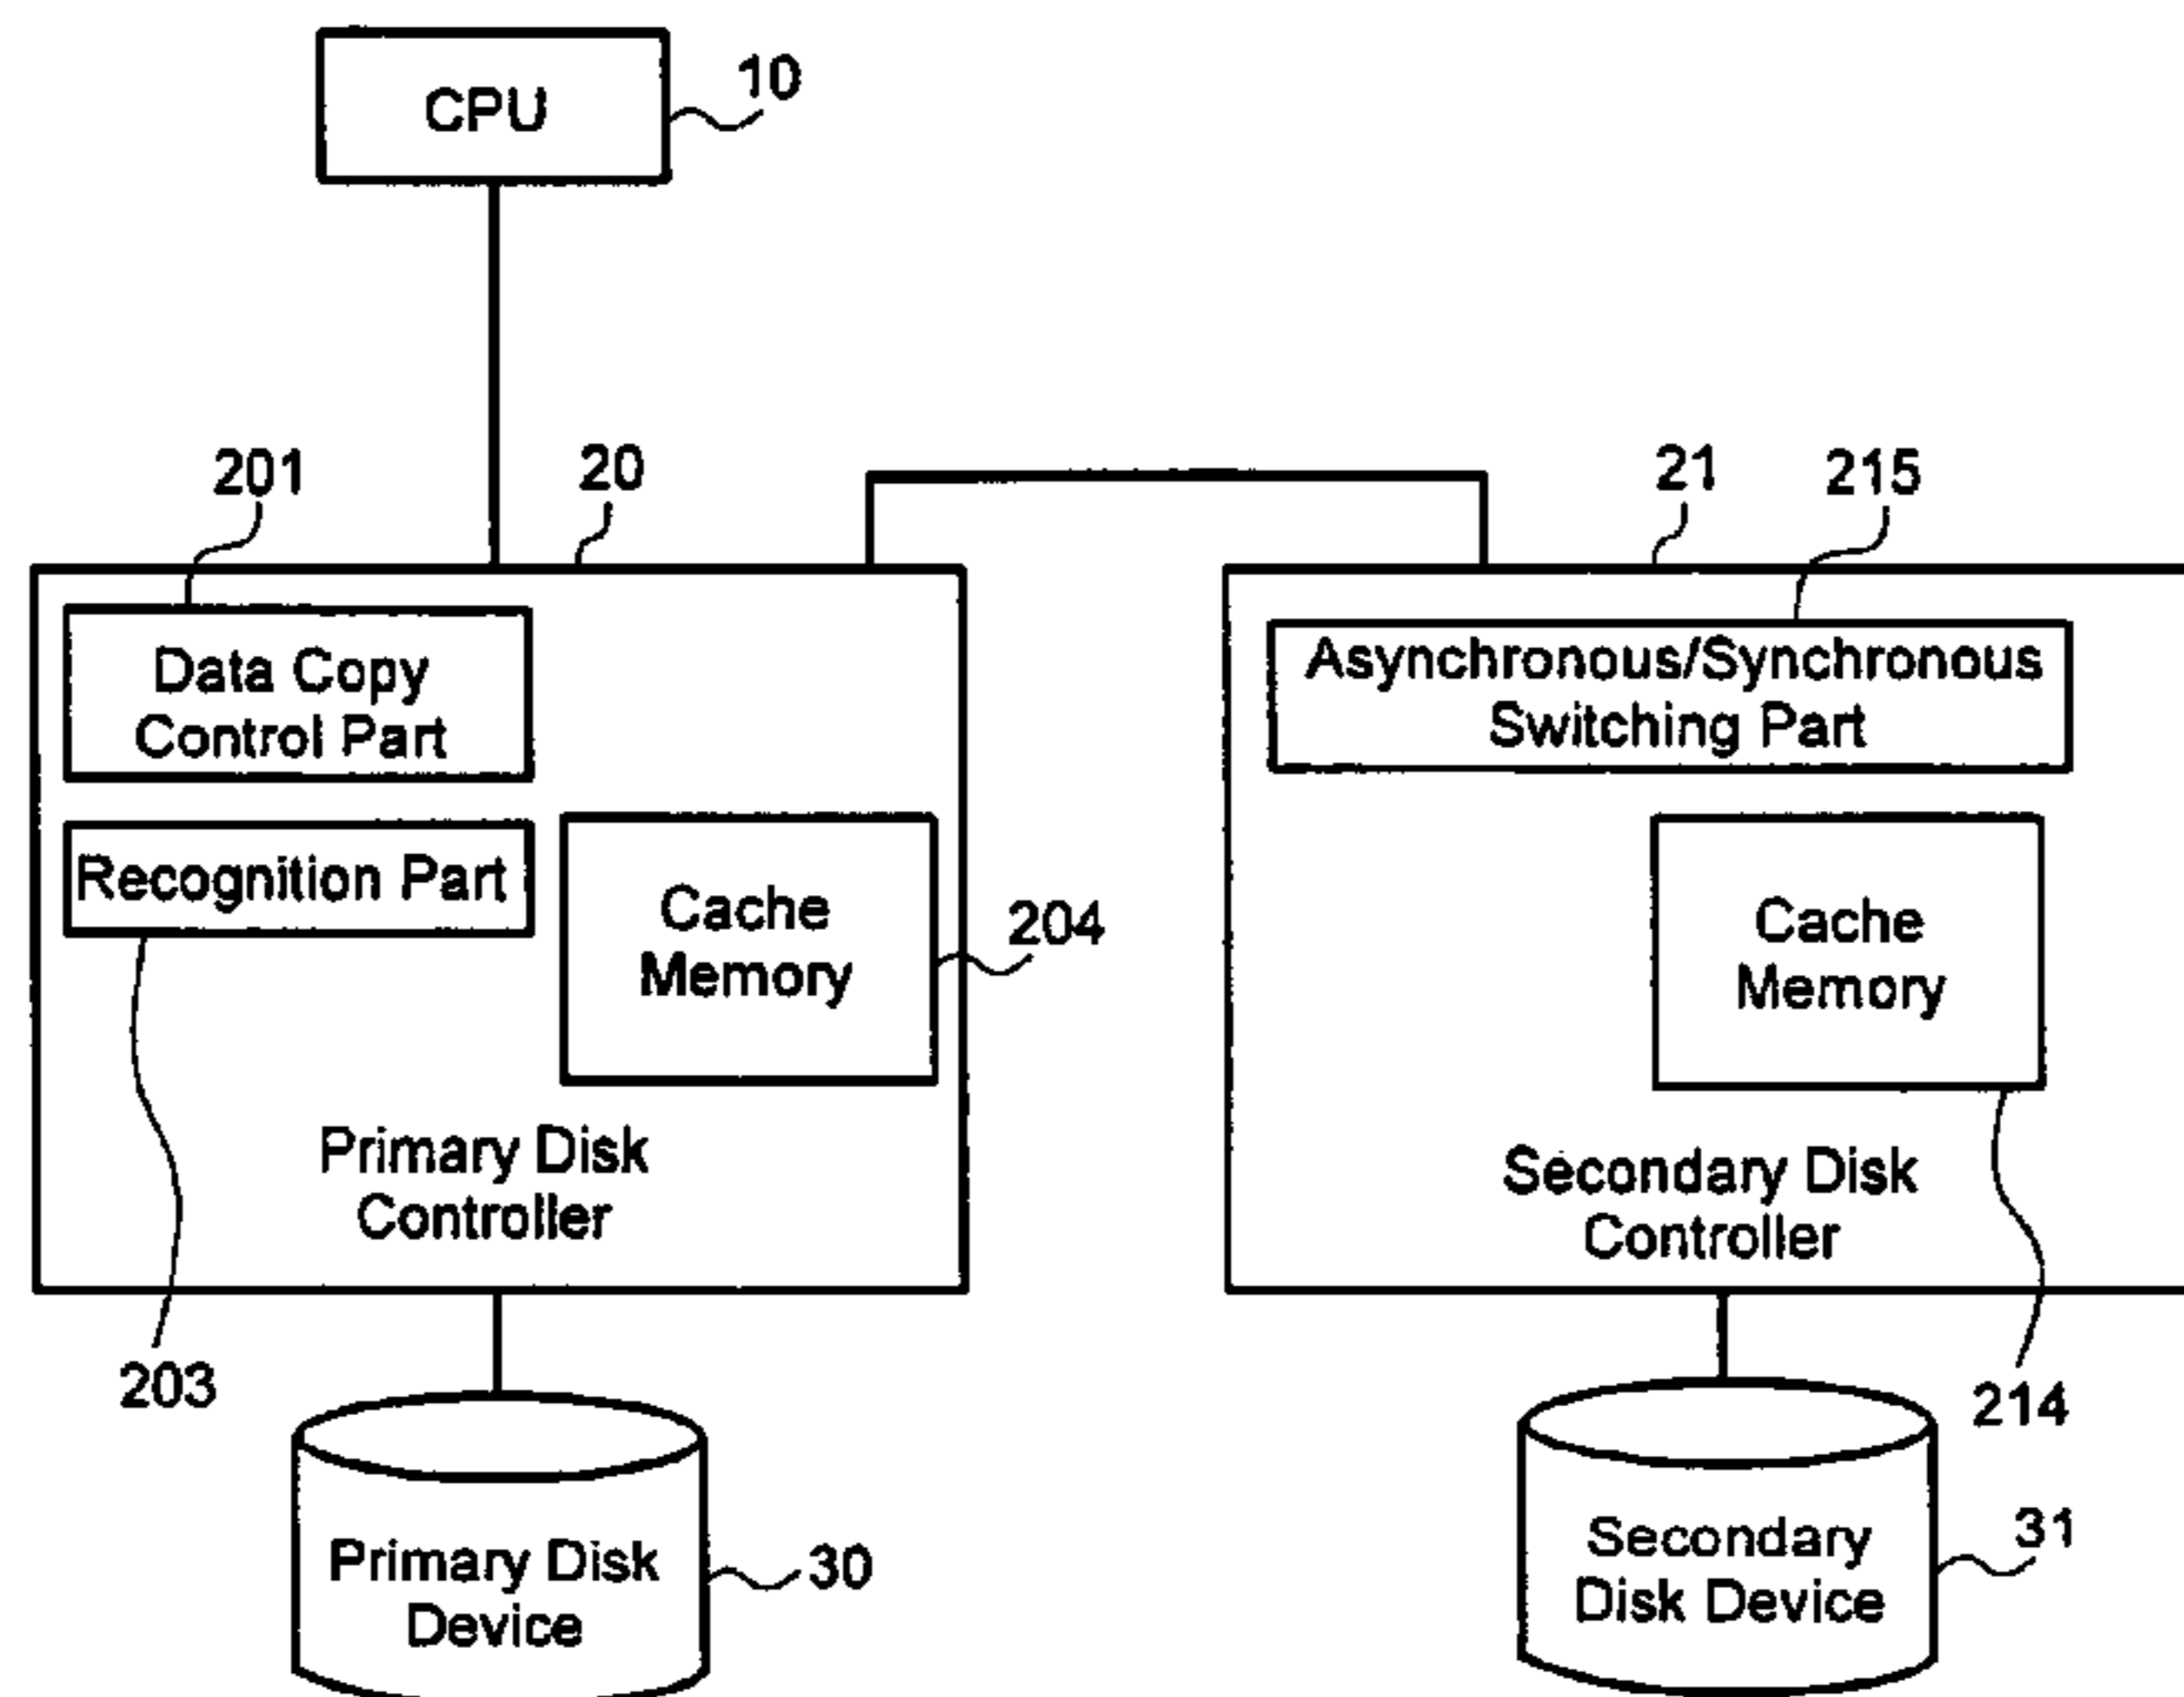 CPU
10
201
20
21
215
Data Copy
Control Part
Asynchronous/Synchronous
Switching Part
Recognition Part
Cache
Memory
204
Cache
Memory
Primary Disk
Controller
Secondary Disk
Controller
203
214
Primary Disk
Device
30
Secondary
Disk Device
31